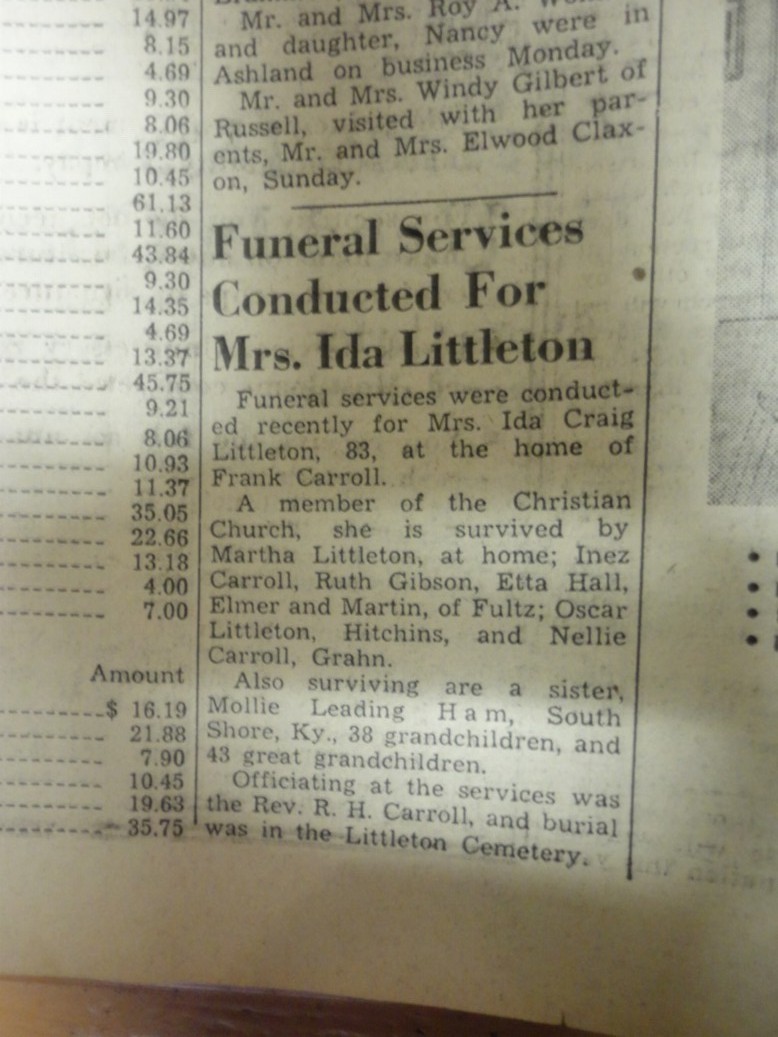 14.97
8.15
4.69
9.30
8.06
19.80
10.45
61.13
11.60
43.84
9.30
14.35
4.69
13.37
45.75
9.21
8.06
10.93
11.37
35.05
22.66
13.18
4.00
7.00
Amount
$ 16.19
21.88
7.90
10.45
19.63
35.75
Mr. and Mrs. Roy A.
and daughter, Nancy were in
Ashland on business Monday.
Mr. and Mrs. Windy Gilbert of
Russell, visited with her par-
ents, Mr. and Mrs. Elwood Clax-
on, Sunday.
Funeral Services
Conducted For
Mrs. Ida Littleton
Funeral services were conduct-
ed recently for Mrs. Ida Craig
Littleton, 83, at the home of
Frank Carroll.
A member of the Christian
Church, she is survived by
Martha Littleton, at home; Inez
Carroll, Ruth Gibson, Etta Hall,
Elmer and Martin, of Fultz; Oscar
Littleton, Hitchins, and Nellie
Carroll, Grahn.
Also surviving are a sister,
Mollie Leading Ham, South
Shore, Ky., 38 grandchildren, and
43 great grandchildren.
Officiating at the services was
the Rev. R. H. Carroll, and burial
was in the Littleton Cemetery.